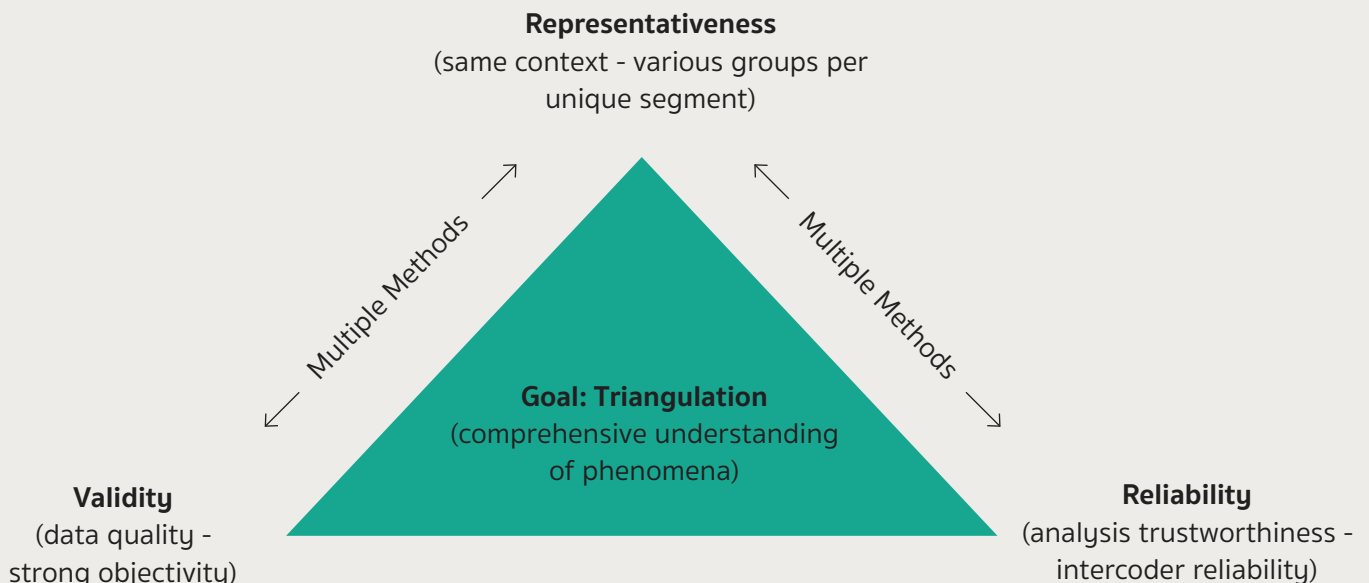 Representativeness
(same context - various groups per
unique segment)
Multiple Methods
Multiple Methods
Goal: Triangulation
(comprehensive understanding
of phenomena)
Validity
(data quality -
strong objectivity)
Reliability
(analysis trustworthiness -
intercoder reliability)